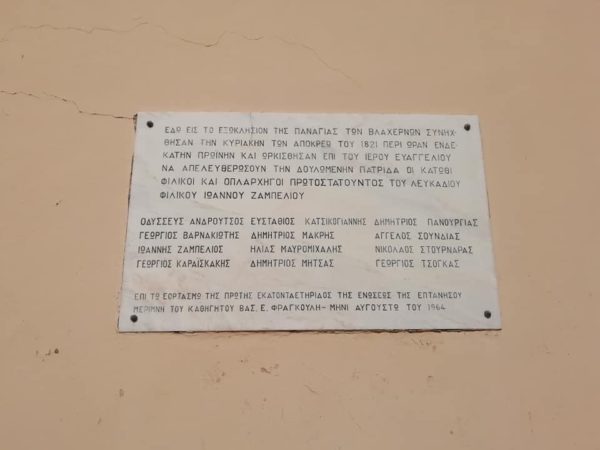 ΕΔΩ ΕΙΣ ΤΟ ΕΞΩΚΛΗΣΙΟΝ ΤΗΣ ΠΑΝΑΓΙΑΣ ΤΩΝ ΒΛΑΧΕΡΝΩΝ ΣΥΝΗΧ-
ΘΗΣΑΝ ΤΗΝ ΚΥΡΙΑΚΗΝ ΤΩΝ ΑΠΟΚΡΕΩ ΤΟΥ 1821 ΠΕΡΙ ΩΡΑΝ ΕΝΔΕ-
ΚΑΤΗΝ ΠΡΩΪΝΗΝ ΚΑΙ ΩΡΚΙΣΘΗΣΑΝ ΕΠΙ ΤΟΥ ΙΕΡΟΥ ΕΥΑΓΓΕΛΙΟΥ
ΝΑ ΑΠΕΛΕΥΘΕΡΩΣΟΥΝ ΤΗΝ ΔΟΥΛΩΜΕΝΗΝ ΠΑΤΡΙΔΑ ΟΙ ΚΑΤΩΘΙ
ΦΙΛΙΚΟΙ ΚΑΙ ΟΠΛΑΡΧΗΓΟΙ ΠΡΩΤΟΣΤΑΤΟΥΝΤΟΣ ΤΟΥ ΛΕΥΚΑΔΙΟΥ
ΦΙΛΙΚΟΥ ΙΩΑΝΝΟΥ ΖΑΜΠΕΛΙΟΥ
ΟΔΥΣΣΕΥΣ ΑΝΔΡΟΥΤΣΟΣ ΕΥΣΤΑΘΙΟΣ ΚΑΤΣΙΚΟΓΙΑΝΝΗΣ ΔΗΜΗΤΡΙΟΣ ΠΑΝΟΥΡΓΙΑΣ
ΓΕΩΡΓΙΟΣ ΒΑΡΝΑΚΙΩΤΗΣ ΔΗΜΗΤΡΙΟΣ ΜΑΚΡΗΣ ΑΓΓΕΛΟΣ ΣΟΥΝΔΙΑΣ
ΙΩΑΝΝΗΣ ΖΑΜΠΕΛΙΟΣ ΗΛΙΑΣ ΜΑΥΡΟΜΙΧΑΛΗΣ ΝΙΚΟΛΑΟΣ ΣΤΟΥΡΝΑΡΑΣ
ΓΕΩΡΓΙΟΣ ΚΑΡΑΪΣΚΑΚΗΣ ΔΗΜΗΤΡΙΟΣ ΜΗΤΣΑΣ ΓΕΩΡΓΙΟΣ ΤΣΟΓΚΑΣ
ΕΠΙ ΤΩ ΕΟΡΤΑΣΜΩ ΤΗΣ ΠΡΩΤΗΣ ΕΚΑΤΟΝΤΑΕΤΗΡΙΔΟΣ ΤΗΣ ΕΝΩΣΕΩΣ ΤΗΣ ΕΠΤΑΝΗΣΟΥ
ΜΕΡΙΜΝΗ ΤΟΥ ΚΑΘΗΓΗΤΟΥ ΒΑΣ. Ε. ΦΡΑΓΚΟΥΛΗ - ΜΗΝΙ ΑΥΓΟΥΣΤΩ ΤΟΥ 1964